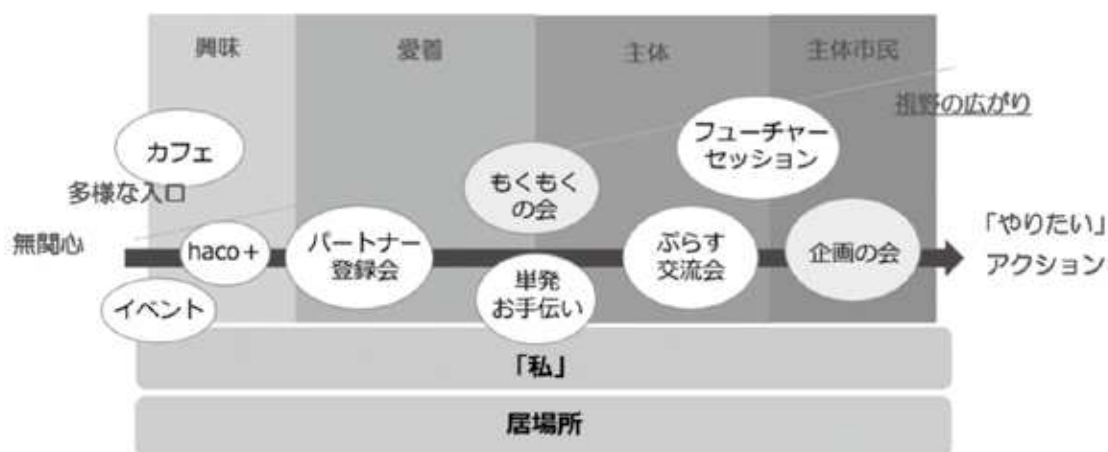 興味
愛着
主体
主体市民
視野の広がり
カフェ
フューチャー
セッション
多様な入口
もくもく
の会
無関心
haco+
パートナー
登録会
ぷらす
交流会
企画の会
「やりたい」
アクション
イベント
単発
お手伝い
「私」
居場所